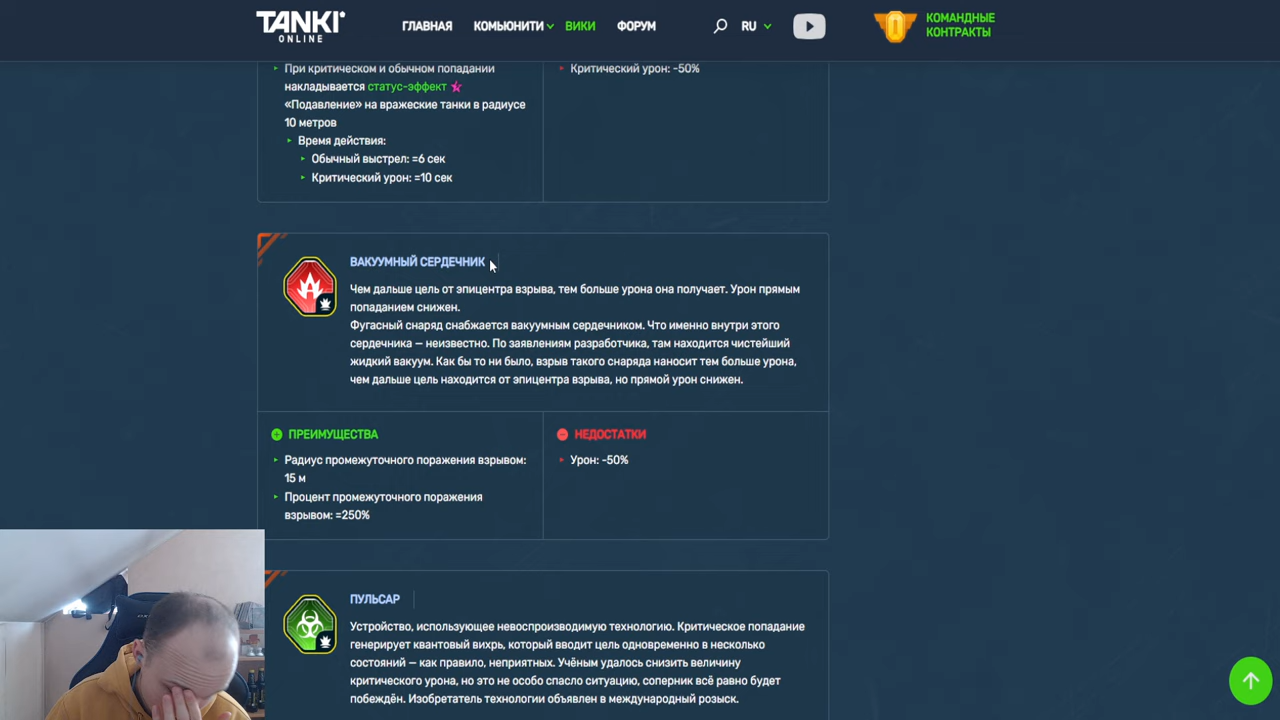 TANKI
ONLINE
ГЛАВНАЯ
КОМЬЮНИТИ
ВИКИ
ФОРУМ
RU
КОМАНДНЫЕ
КОНТРАКТЫ
При критическом и обычном попадании
накладывается статус-эффект
«Подавление» на вражеские танки в радиусе
10 метров
Время действия:
Обычный выстрел: =6 сек
Критический урон: =10 сек
Критический урон: -50%
ВАКУУМНЫЙ СЕРДЕЧНИК
Чем дальше цель от эпицентра взрыва, тем больше урона она получает. Урон прямым
попаданием снижен.
Фугасный снаряд снабжается вакуумным сердечником. Что именно внутри этого
сердечника — неизвестно. По заявлениям разработчика, там находится чистейший
жидкий вакуум. Как бы то ни было, взрыв такого снаряда наносит тем больше урона,
чем дальше цель находится от эпицентра взрыва, но прямой урон снижен.
ПРЕИМУЩЕСТВА
Радиус промежуточного поражения взрывом:
15 м
Процент промежуточного поражения
взрывом: =250%
НЕДОСТАТКИ
Урон: -50%
ПУЛЬСАР
Устройство, использующее невоспроизводимую технологию. Критическое попадание
генерирует квантовый вихрь, который вводит цель одновременно в несколько
состояний — как правило, неприятных. Учёным удалось снизить величину
критического урона, но это не особо спасло ситуацию, соперник всё равно будет
побеждён. Изобретатель технологии объявлен в международный розыск.